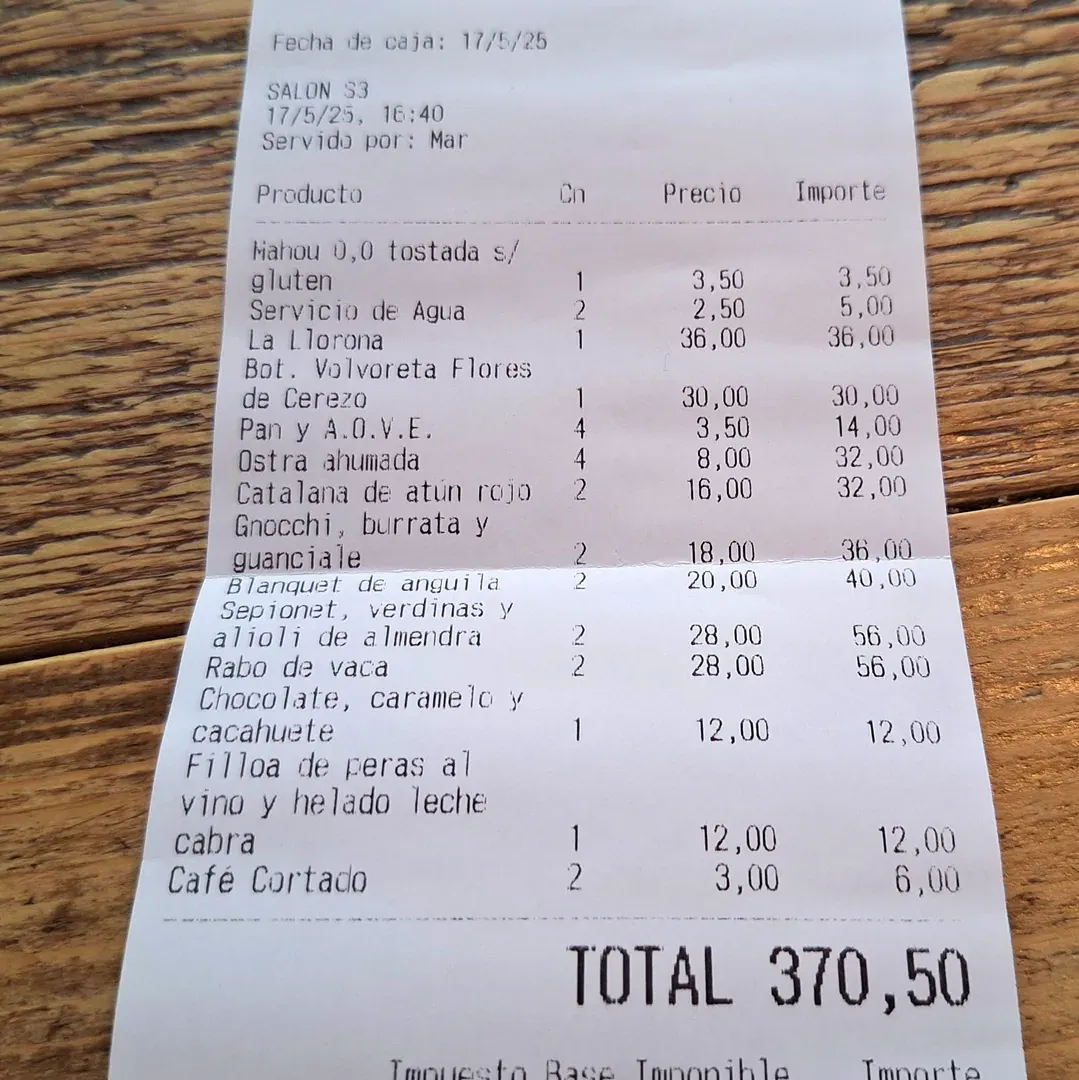 Fecha de caja: 17/5/25
SALON S3
17/5/25, 16:40
Servido por: Mar
Producto Cn Precio Importe
Mahou 0,0 tostada s/
gluten 1 3,50 3,50
Servicio de Agua 2 2,50 5,00
La Llorona 1 36,00 36,00
Bot. Volvoreta Flores
de Cerezo 1 30,00 30,00
Pan y A.O.V.E. 4 3,50 14,00
Ostra ahumada 4 8,00 32,00
Catalana de atún rojo 2 16,00 32,00
Gnocchi, burrata y
guanciale 2 18,00 36,00
Blanquet de anguila 2 20,00 40,00
Sepionet, verdinas y
alioli de almendra 2 28,00 56,00
Rabo de vaca 2 28,00 56,00
Chocolate, caramelo y
cacahuete 1 12,00 12,00
Filloa de peras al
vino y helado leche
cabra 1 12,00 12,00
Café Cortado 2 3,00 6,00
TOTAL 370,50
Impuesto Base Imponible Importe